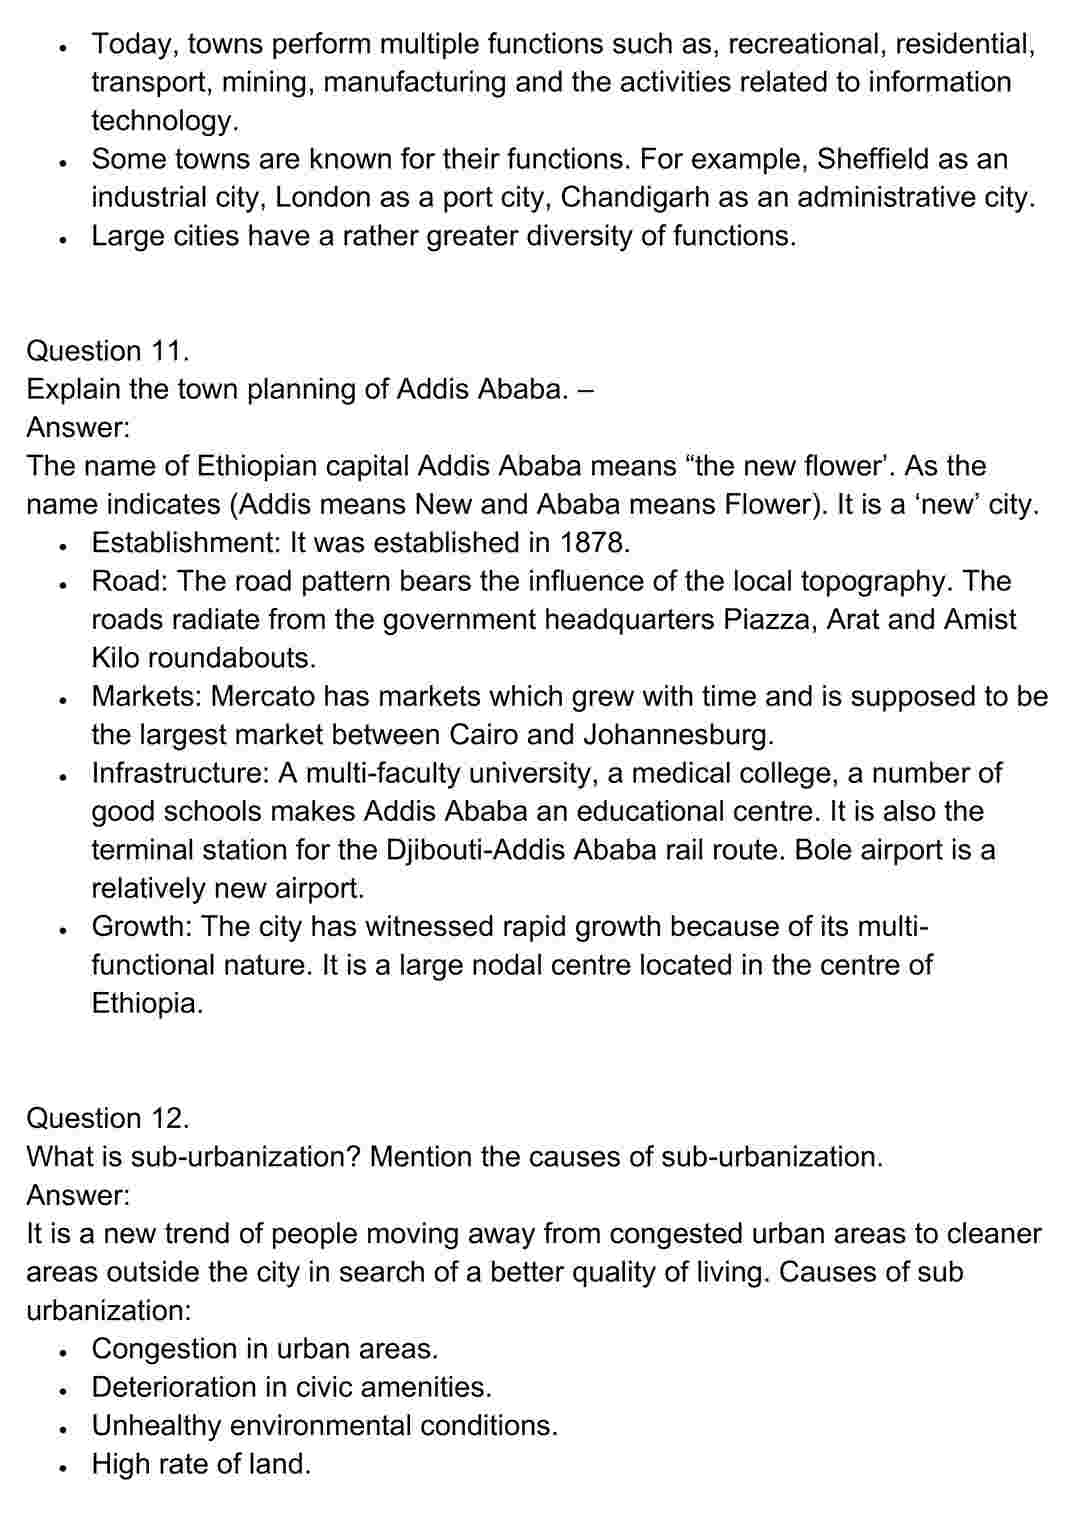 • Today, towns perform multiple functions such as, recreational, residential,
transport, mining, manufacturing and the activities related to information
technology.
• Some towns are known for their functions. For example, Sheffield as an
industrial city, London as a port city, Chandigarh as an administrative city.
• Large cities have a rather greater diversity of functions.
Question 11.
Explain the town planning of Addis Ababa. –
Answer:
The name of Ethiopian capital Addis Ababa means “the new flower’. As the
name indicates (Addis means New and Ababa means Flower). It is a ‘new’ city.
• Establishment: It was established in 1878.
• Road: The road pattern bears the influence of the local topography. The
roads radiate from the government headquarters Piazza, Arat and Amist
Kilo roundabouts.
• Markets: Mercato has markets which grew with time and is supposed to be
the largest market between Cairo and Johannesburg.
• Infrastructure: A multi-faculty university, a medical college, a number of
good schools makes Addis Ababa an educational centre. It is also the
terminal station for the Djibouti-Addis Ababa rail route. Bole airport is a
relatively new airport.
• Growth: The city has witnessed rapid growth because of its multi-
functional nature. It is a large nodal centre located in the centre of
Ethiopia.
Question 12.
What is sub-urbanization? Mention the causes of sub-urbanization.
Answer:
It is a new trend of people moving away from congested urban areas to cleaner
areas outside the city in search of a better quality of living. Causes of sub
urbanization:
• Congestion in urban areas.
• Deterioration in civic amenities.
• Unhealthy environmental conditions.
• High rate of land.